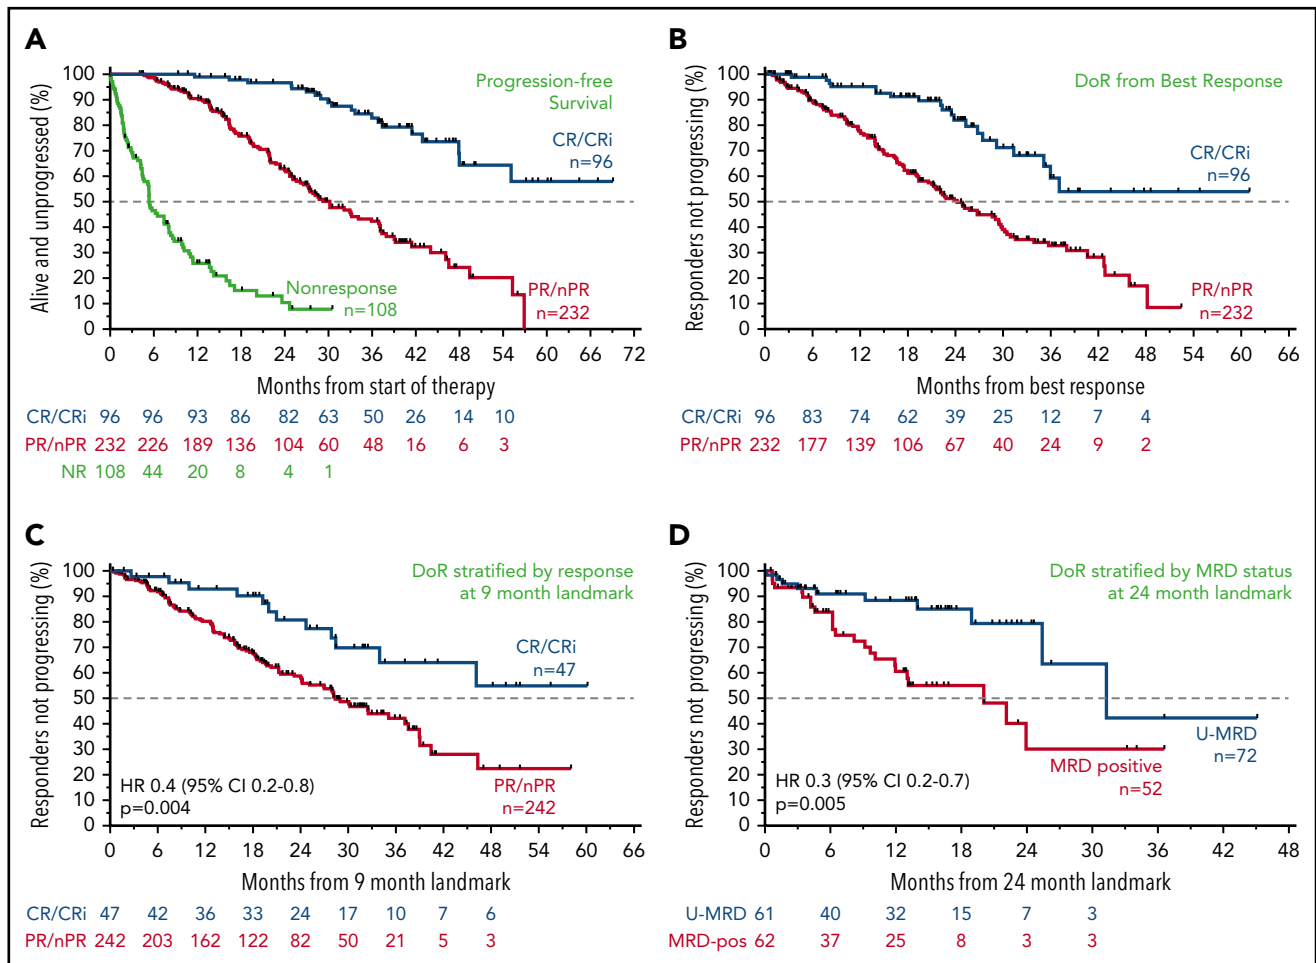 A
Progression-free
Survival
CR/CRi
n=96
Nonresponse
n=108
PR/nPR
n=232
Alive and unprogressed (%)
100
90
80
70
60
50
40
30
20
10
0
0 6 12 18 24 30 36 42 48 54 60 66 72
Months from start of therapy
CR/CRi 96 96 93 86 82 63 50 26 14 10
PR/nPR 232 226 189 136 104 60 48 16 6 3
NR 108 44 20 8 4 1
B
DoR from Best Response
CR/CRi
n=96
PR/nPR
n=232
Responders not progressing (%)
100
90
80
70
60
50
40
30
20
10
0
0 6 12 18 24 30 36 42 48 54 60 66
Months from best response
CR/CRi 96 83 74 62 39 25 12 7 4
PR/nPR 232 177 139 106 67 40 24 9 2
C
DoR stratified by response
at 9 month landmark
CR/CRi
n=47
PR/nPR
n=242
HR 0.4 (95% CI 0.2-0.8)
p=0.004
Responders not progressing (%)
100
90
80
70
60
50
40
30
20
10
0
0 6 12 18 24 30 36 42 48 54 60 66
Months from 9 month landmark
CR/CRi 47 42 36 33 24 17 10 7 6
PR/nPR 242 203 162 122 82 50 21 5 3
D
DoR stratified by MRD status
at 24 month landmark
U-MRD
n=72
MRD positive
n=52
HR 0.3 (95% CI 0.2-0.7)
p=0.005
Responders not progressing (%)
100
90
80
70
60
50
40
30
20
10
0
0 6 12 18 24 30 36 42 48
Months from 24 month landmark
U-MRD 61 40 32 15 7 3
MRD-pos 62 37 25 8 3 3